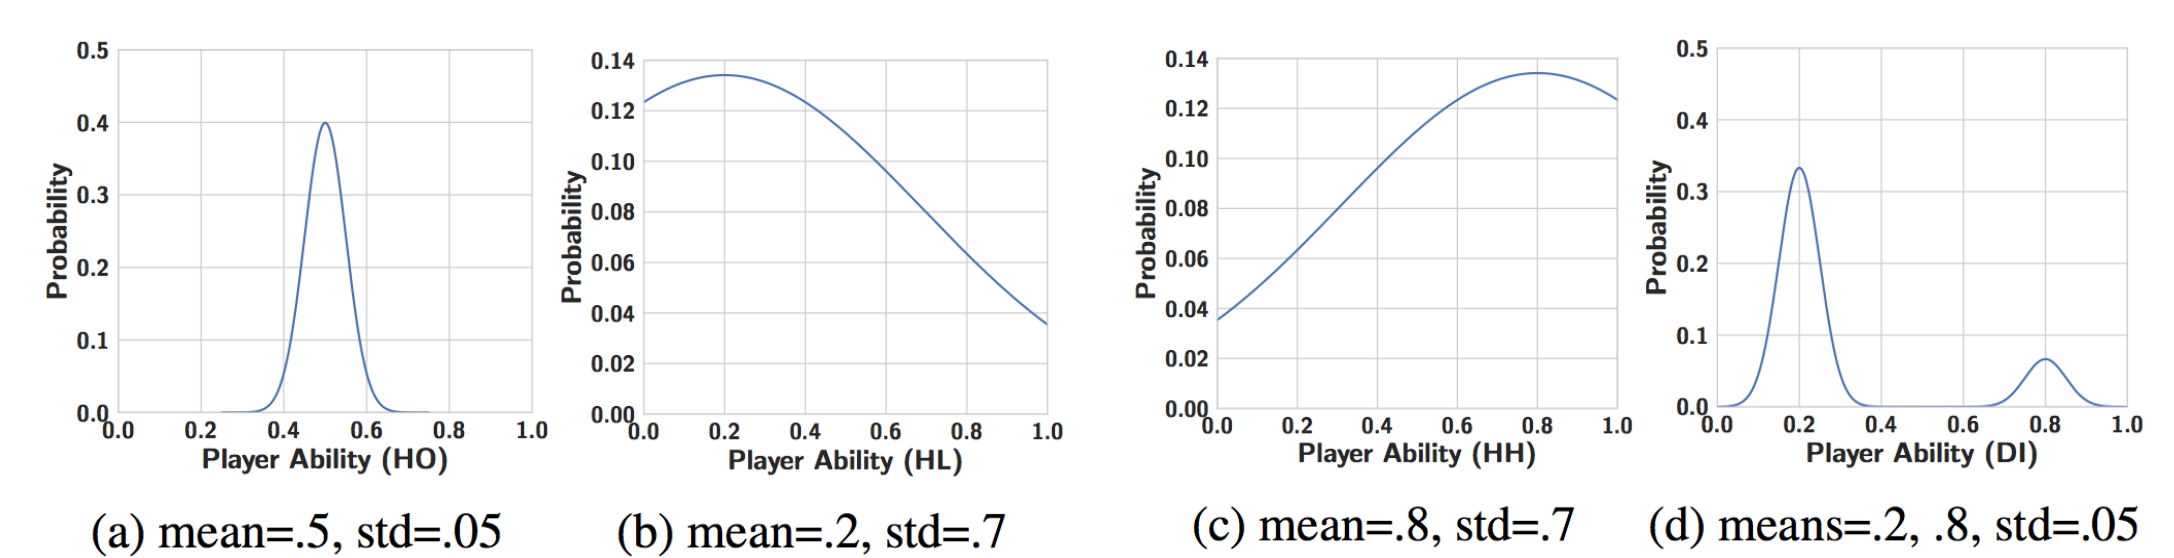 0.5
0.4
0.3
0.2
0.1
0.0
0.0 0.2 0.4 0.6 0.8 1.0
Probability
Player Ability (HO)
(a) mean=.5, std=.05
0.14
0.12
0.10
0.08
0.06
0.04
0.02
0.00
0.0 0.2 0.4 0.6 0.8 1.0
Probability
Player Ability (HL)
(b) mean=.2, std=.7
0.14
0.12
0.10
0.08
0.06
0.04
0.02
0.00
0.0 0.2 0.4 0.6 0.8 1.0
Probability
Player Ability (HH)
(c) mean=.8, std=.7
0.5
0.4
0.3
0.2
0.1
0.0
0.0 0.2 0.4 0.6 0.8 1.0
Probability
Player Ability (DI)
(d) means=.2, .8, std=.05